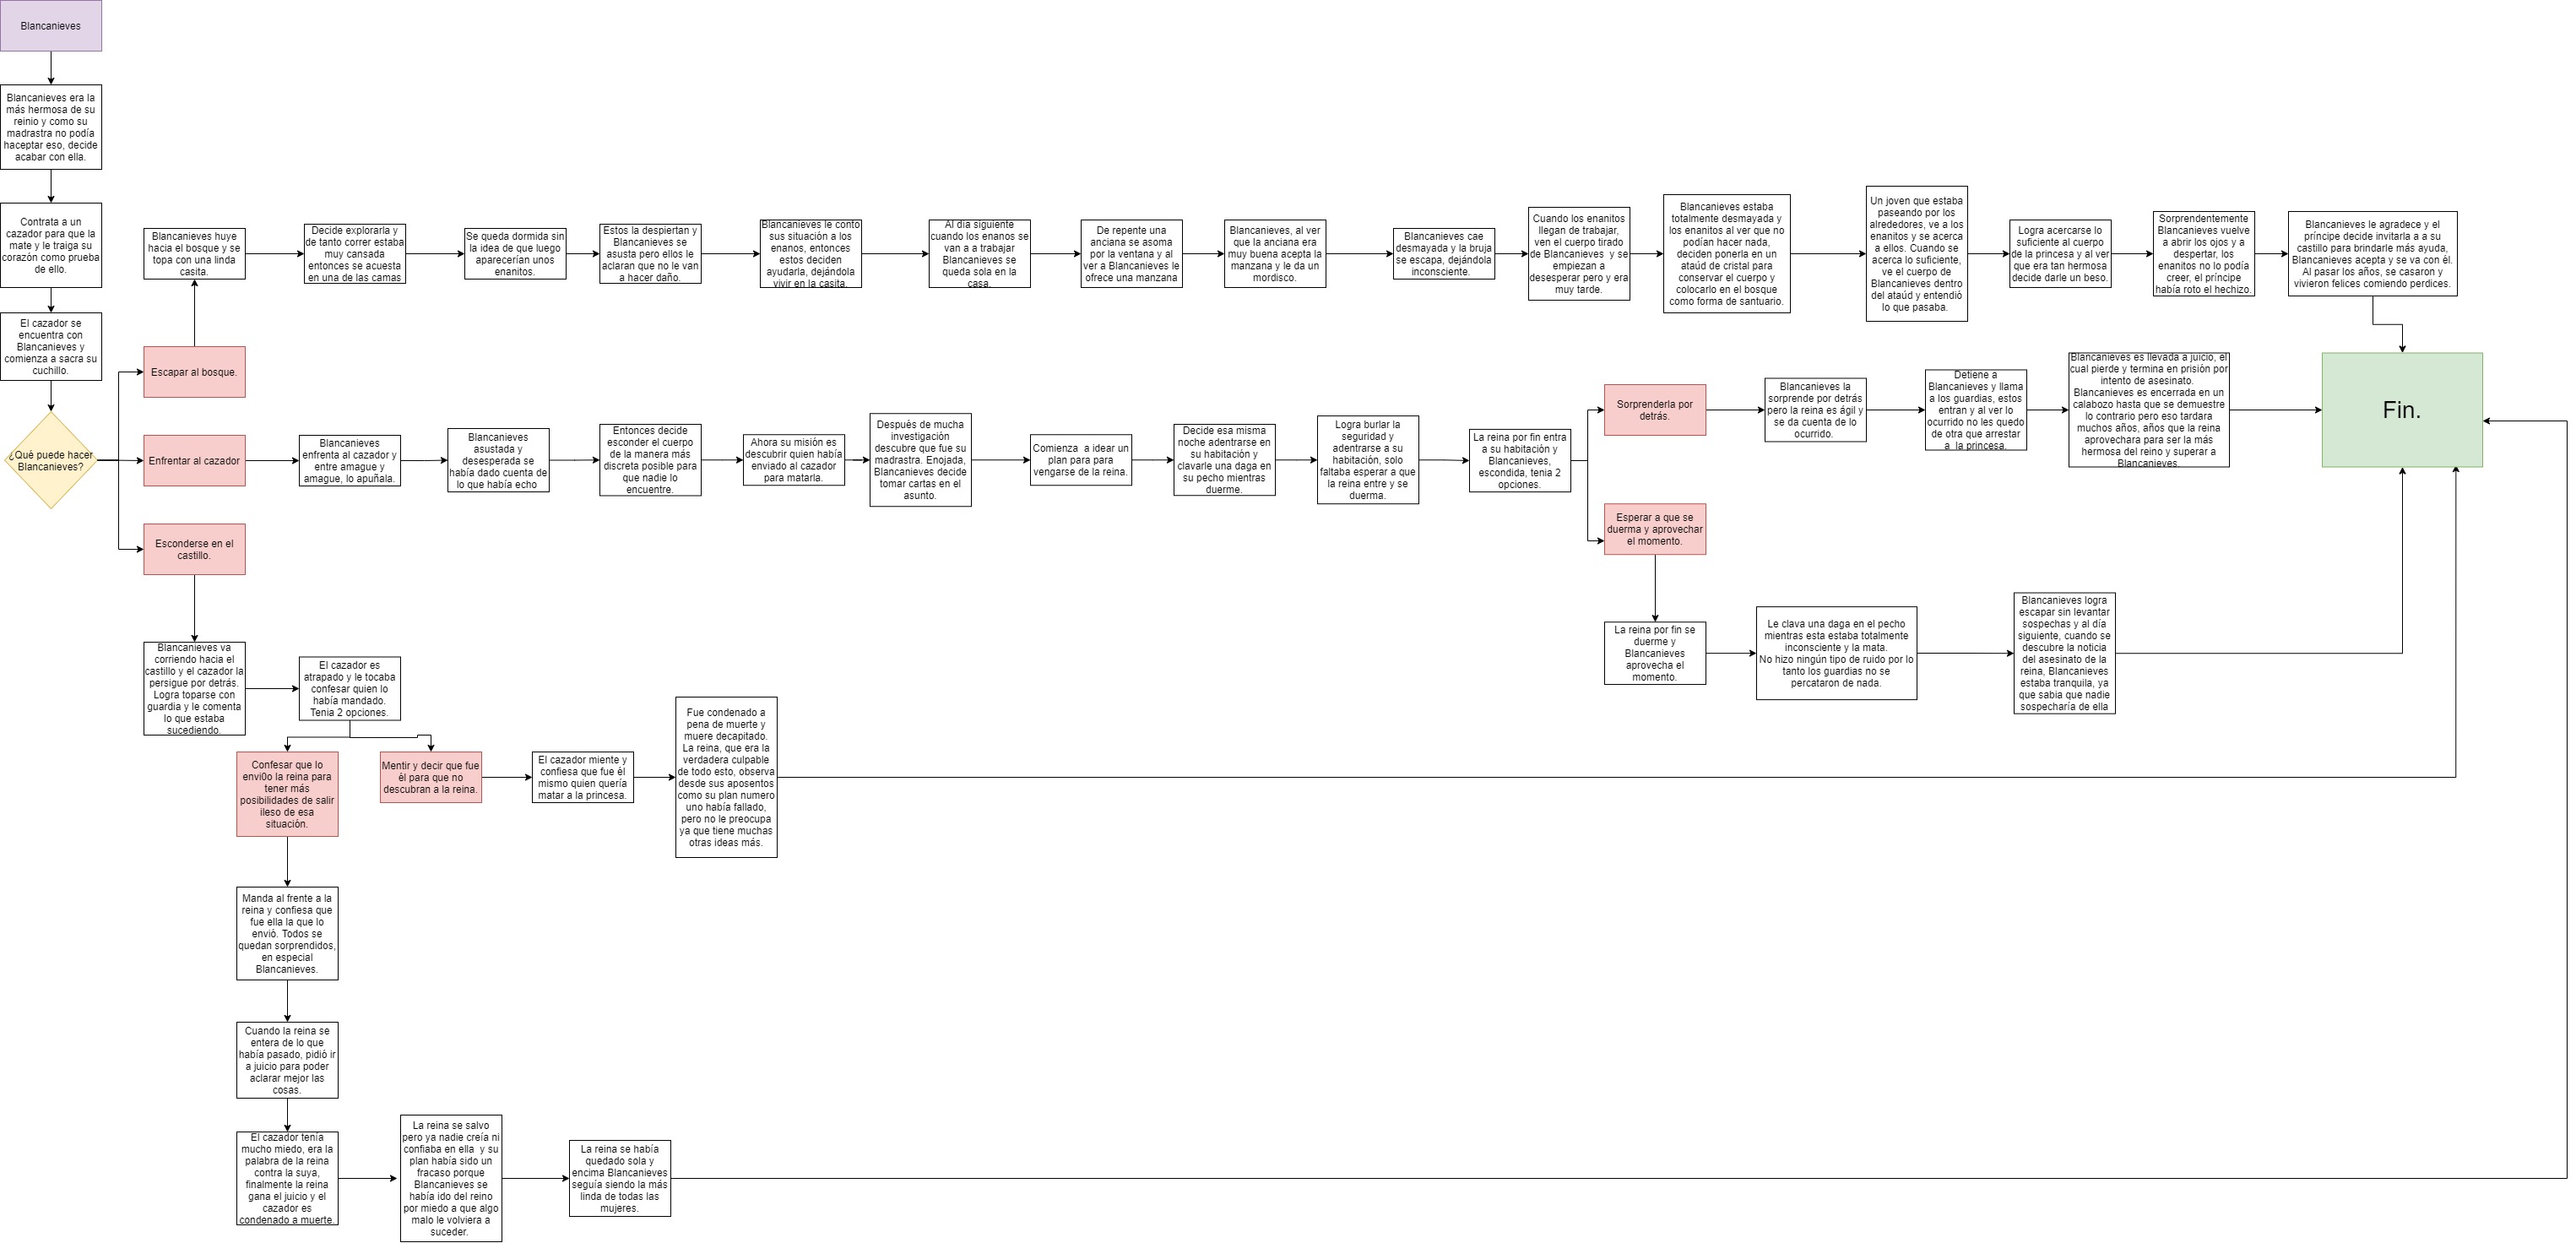 Blancanieves
Blancanieves era la
más hermosa de su
reinio y como su
madrastra no podía
haceptar eso, decide
acabar con ella.
Contrata a un
cazador para que la
mate y le traiga su
corazón como prueba
de ello.
El cazador se
encuentra con
Blancanieves y
comienza a sacra su
cuchillo.
¿Qué puede hacer
Blancanieves?
Escapar al bosque.
Blancanieves huye
hacia el bosque y se
topa con una linda
casita.
Decide explorarla y
de tanto correr estaba
muy cansada
entonces se acuesta
en una de las camas
Se queda dormida sin
la idea de que luego
aparecerían unos
enanitos.
Estos la despiertan y
Blancanieves se
asusta pero ellos le
aclaran que no le van
a hacer daño.
Blancanieves le conto
sus situación a los
enanos, entonces
estos deciden
ayudarla, dejándola
vivir en la casita.
Al dia siguiente
cuando los enanos se
van a a trabajar
Blancanieves se
queda sola en la
casa.
De repente una
anciana se asoma
por la ventana y al
ver a Blancanieves le
ofrece una manzana
Blancanieves, al ver
que la anciana era
muy buena acepta la
manzana y le da un
mordisco.
Blancanieves cae
desmayada y la bruja
se escapa, dejándola
inconsciente.
Cuando los enanitos
llegan de trabajar,
ven el cuerpo tirado
de Blancanieves y se
empiezan a
desesperar pero y era
muy tarde.
Blancanieves estaba
totalmente desmayada y
los enanitos al ver que no
podían hacer nada,
deciden ponerla en un
ataúd de cristal para
conservar el cuerpo y
colocarlo en el bosque
como forma de santuario.
Un joven que estaba
paseando por los
alrededores, ve a los
enanitos y se acerca
a ellos. Cuando se
acerca lo suficiente,
ve el cuerpo de
Blancanieves dentro
del ataúd y entendió
lo que pasaba.
Logra acercarse lo
suficiente al cuerpo
de la princesa y al ver
que era tan hermosa
decide darle un beso.
Sorprendentemente
Blancanieves vuelve
a abrir los ojos y a
despertar, los
enanitos no lo podía
creer, el príncipe
había roto el hechizo.
Blancanieves le agradece y el
príncipe decide invitarla a a su
castillo para brindarle más ayuda,
Blancanieves acepta y se va con él.
Al pasar los años, se casaron y
vivieron felices comiendo perdices.
Fin.
Enfrentar al cazador
Blancanieves
enfrenta al cazador y
entre amague y
amague, lo apuñala.
Blancanieves
asustada y
desesperada se
había dado cuenta de
lo que había echo
Entonces decide
esconder el cuerpo
de la manera más
discreta posible para
que nadie lo
encuentre.
Ahora su misión es
descubrir quien había
enviado al cazador
para matarla.
Después de mucha
investigación
descubre que fue su
madrastra. Enojada,
Blancanieves decide
tomar cartas en el
asunto.
Comienza a idear un
plan para para
vengarse de la reina.
Decide esa misma
noche adentrarse en
su habitación y
clavarle una daga en
su pecho mientras
duerme.
Logra burlar la
seguridad y
adentrarse a su
habitación, solo
faltaba esperar a que
la reina entre y se
duerma.
La reina por fin entra
a su habitación y
Blancanieves,
escondida, tenia 2
opciones.
Sorprenderla por
detrás.
Blancanieves la
sorprende por detrás
pero la reina es ágil y
se da cuenta de lo
ocurrido.
Detiene a
Blancanieves y llama
a los guardias, estos
entran y al ver lo
ocurrido no les quedo
de otra que arrestar
a la princesa.
Blancanieves es llevada a juicio, el
cual pierde y termina en prisión por
intento de asesinato.
Blancanieves es encerrada en un
calabozo hasta que se demuestre
lo contrario pero eso tardara
muchos años, años que la reina
aprovechara para ser la más
hermosa del reino y superar a
Blancanieves.
Esperar a que se
duerma y aprovechar
el momento.
La reina por fin se
duerme y
Blancanieves
aprovecha el
momento.
Le clava una daga en el pecho
mientras esta estaba totalmente
inconsciente y la mata.
No hizo ningún tipo de ruido por lo
tanto los guardias no se
percataron de nada.
Blancanieves logra
escapar sin levantar
sospechas y al día
siguiente, cuando se
descubre la noticia
del asesinato de la
reina, Blancanieves
estaba tranquila, ya
que sabia que nadie
sospecharía de ella
Esconderse en el
castillo.
Blancanieves va
corriendo hacia el
castillo y el cazador la
persigue por detrás.
Logra toparse con
guardia y le comenta
lo que estaba
sucediendo.
El cazador es
atrapado y le tocaba
confesar quien lo
había mandado.
Tenia 2 opciones.
Confesar que lo
envi0o la reina para
tener más
posibilidades de salir
ileso de esa
situación.
Mentir y decir que fue
él para que no
descubran a la reina.
El cazador miente y
confiesa que fue él
mismo quien quería
matar a la princesa.
Fue condenado a
pena de muerte y
muere decapitado.
La reina, que era la
verdadera culpable
de todo esto, observa
desde sus aposentos
como su plan numero
uno había fallado,
pero no le preocupa
ya que tiene muchas
otras ideas más.
Manda al frente a la
reina y confiesa que
fue ella la que lo
envió. Todos se
quedan sorprendidos,
en especial
Blancanieves.
Cuando la reina se
entera de lo que
había pasado, pidió ir
a juicio para poder
aclarar mejor las
cosas.
El cazador tenía
mucho miedo, era la
palabra de la reina
contra la suya,
finalmente la reina
gana el juicio y el
cazador es
condenado a muerte.
La reina se salvo
pero ya nadie creía ni
confiaba en ella y su
plan había sido un
fracaso porque
Blancanieves se
había ido del reino
por miedo a que algo
malo le volviera a
suceder.
La reina se había
quedado sola y
encima Blancanieves
seguía siendo la más
linda de todas las
mujeres.